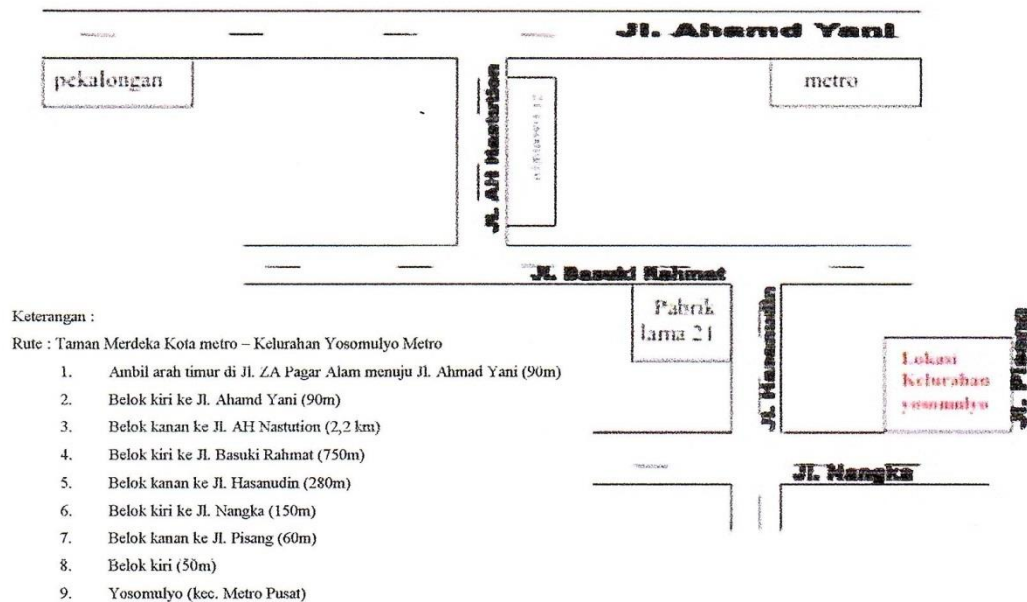 Jl. Ahamd Yani
pekalongan
metro
Jl. AH Nastution
Jl. Basuki Rahmat
Pabrik
lama 21
Jl. Hasanudin
Lokasi
Kelurahan
yosomulyo
Jl. Pisang
Jl. Nangka
Keterangan :
Rute : Taman Merdeka Kota metro – Kelurahan Yosomulyo Metro
1. Ambil arah timur di Jl. ZA Pagar Alam menuju Jl. Ahmad Yani (90m)
2. Belok kiri ke Jl. Ahamd Yani (90m)
3. Belok kanan ke Jl. AH Nastution (2,2 km)
4. Belok kiri ke Jl. Basuki Rahmat (750m)
5. Belok kanan ke Jl. Hasanudin (280m)
6. Belok kiri ke Jl. Nangka (150m)
7. Belok kanan ke Jl. Pisang (60m)
8. Belok kiri (50m)
9. Yosomulyo (kec. Metro Pusat)